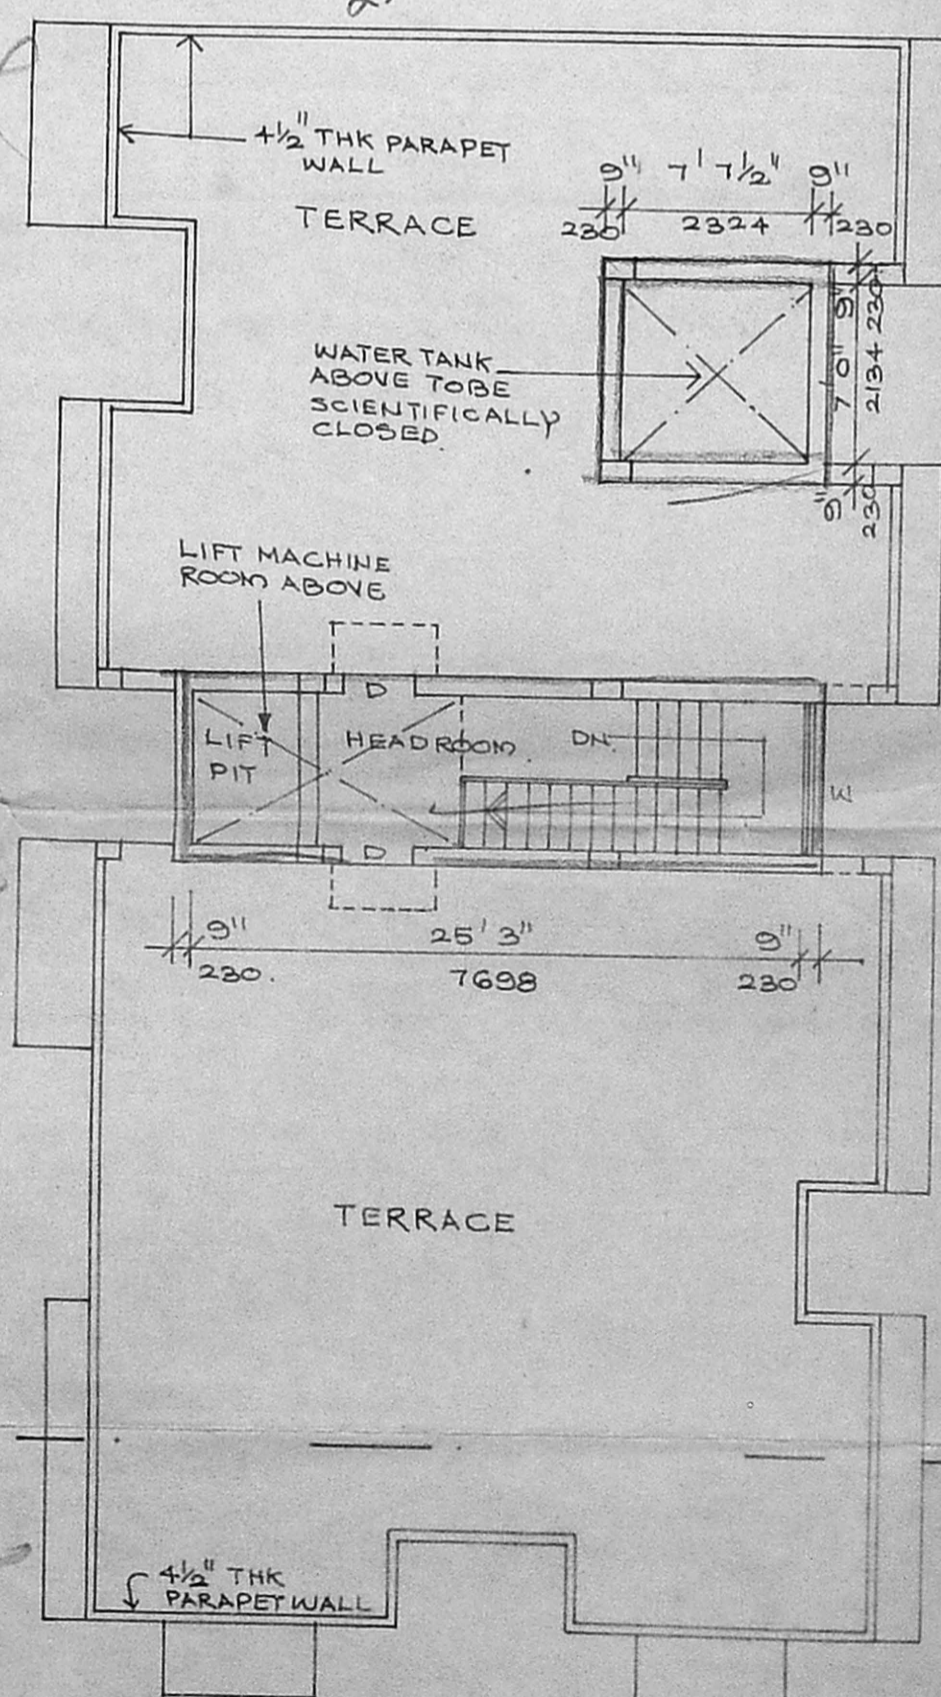 4½" THK PARAPET
WALL
TERRACE
9" 7' 7½" 9"
230 2324 230
9" 230
7' 0" 2134
9" 230
WATER TANK
ABOVE TOBE
SCIENTIFICALLY
CLOSED.
LIFT MACHINE
ROOM ABOVE
D
LIFT
PIT
HEADROOM
DN.
W
D
9" 25' 3" 9"
230. 7698 230
TERRACE
4½" THK
PARAPET WALL